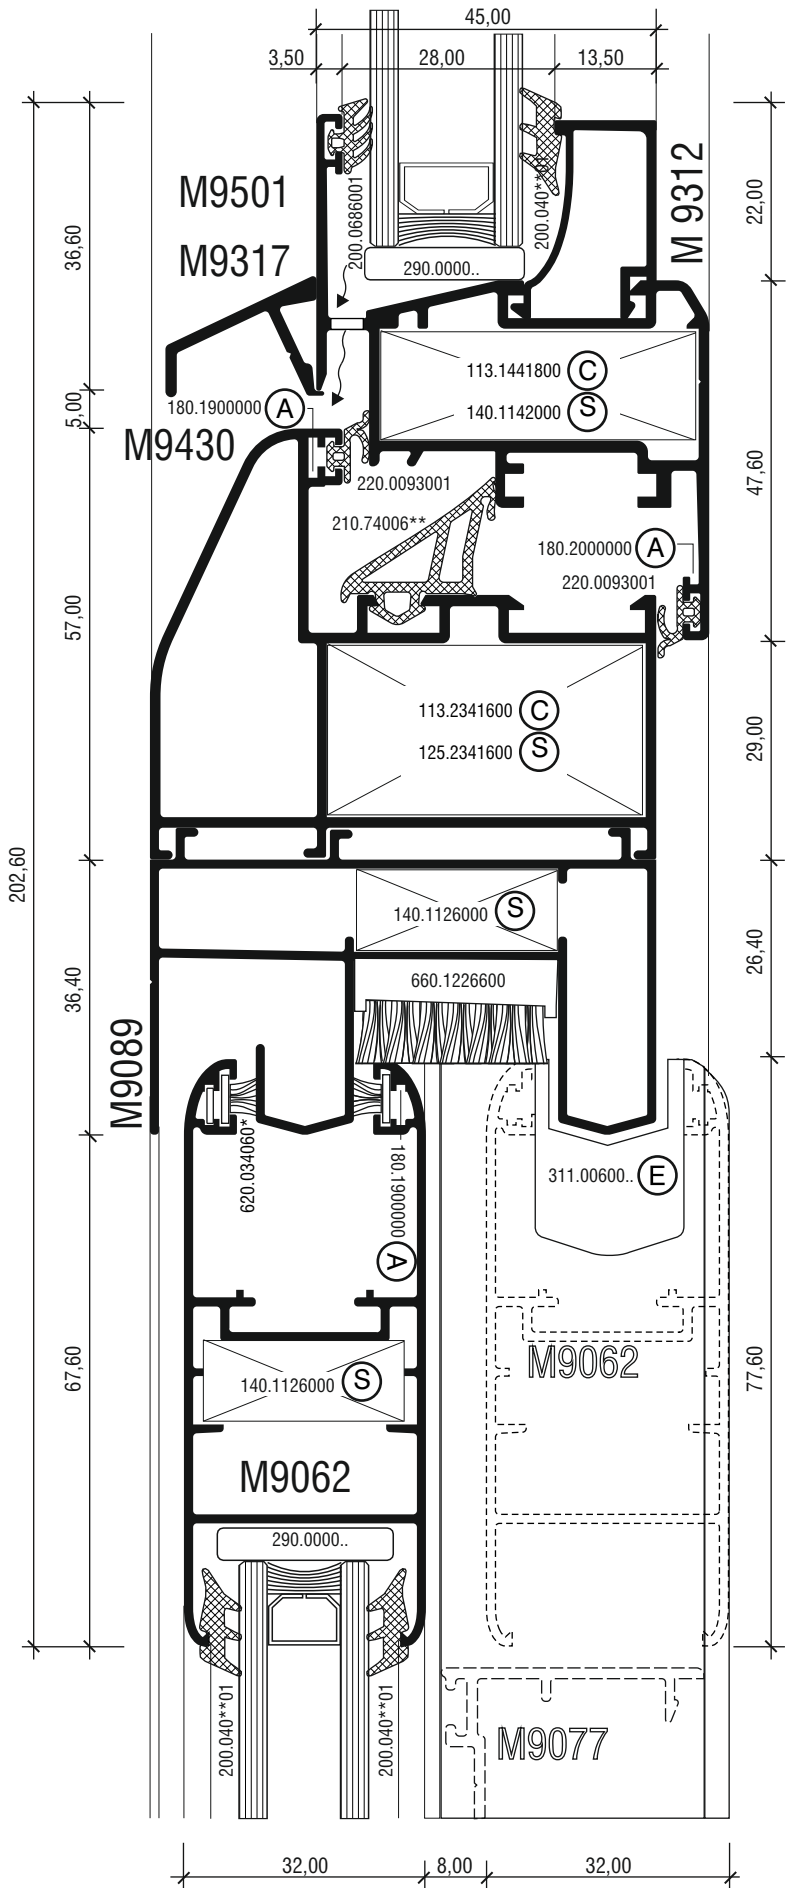 45,00
3,50
28,00
13,50
M9501
M9317
200.0686001
200.040**01
M 9312
22,00
36,60
290.0000..
113.1441800 C
140.1142000 S
5,00
180.1900000 A
M9430
220.0093001
47,60
210.74006**
180.2000000 A
220.0093001
57,00
113.2341600 C
125.2341600 S
29,00
202,60
140.1126000 S
26,40
660.1226600
36,40
M9089
620.034060*
180.1900000 A
311.00600.. E
67,60
140.1126000 S
M9062
77,60
M9062
290.0000..
200.040**01
200.040**01
M9077
32,00
8,00
32,00